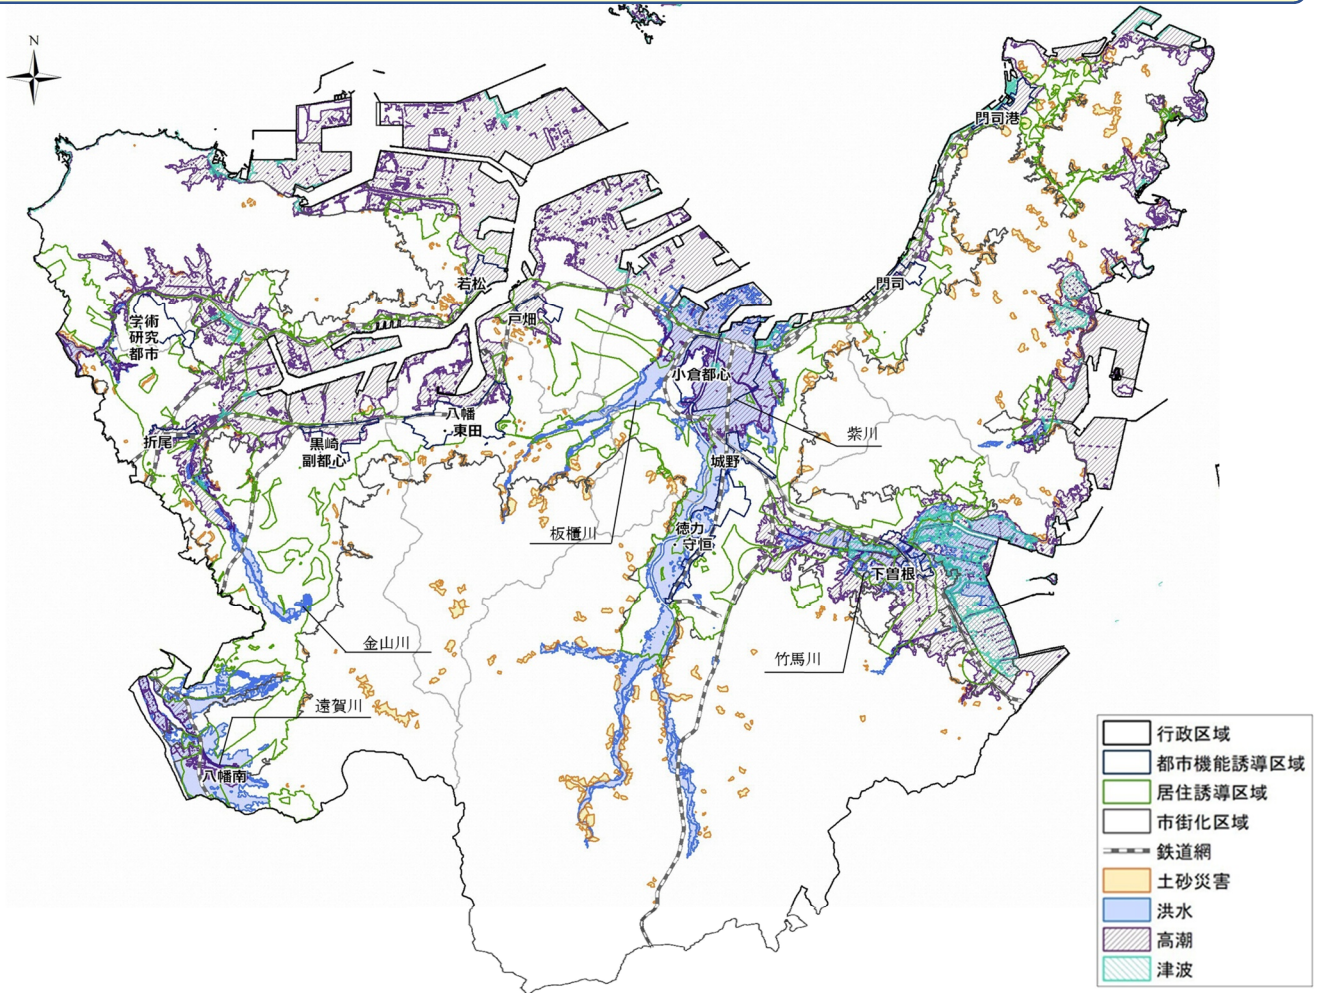 N
門司港
若松
門司
戸畑
学術
研究
都市
小倉都心
八幡
・東田
折尾
黒崎
副都心
紫川
城野
板櫃川
徳力
・守恒
下曽根
金山川
竹馬川
遠賀川
八幡南
行政区域
都市機能誘導区域
居住誘導区域
市街化区域
鉄道網
土砂災害
洪水
高潮
津波